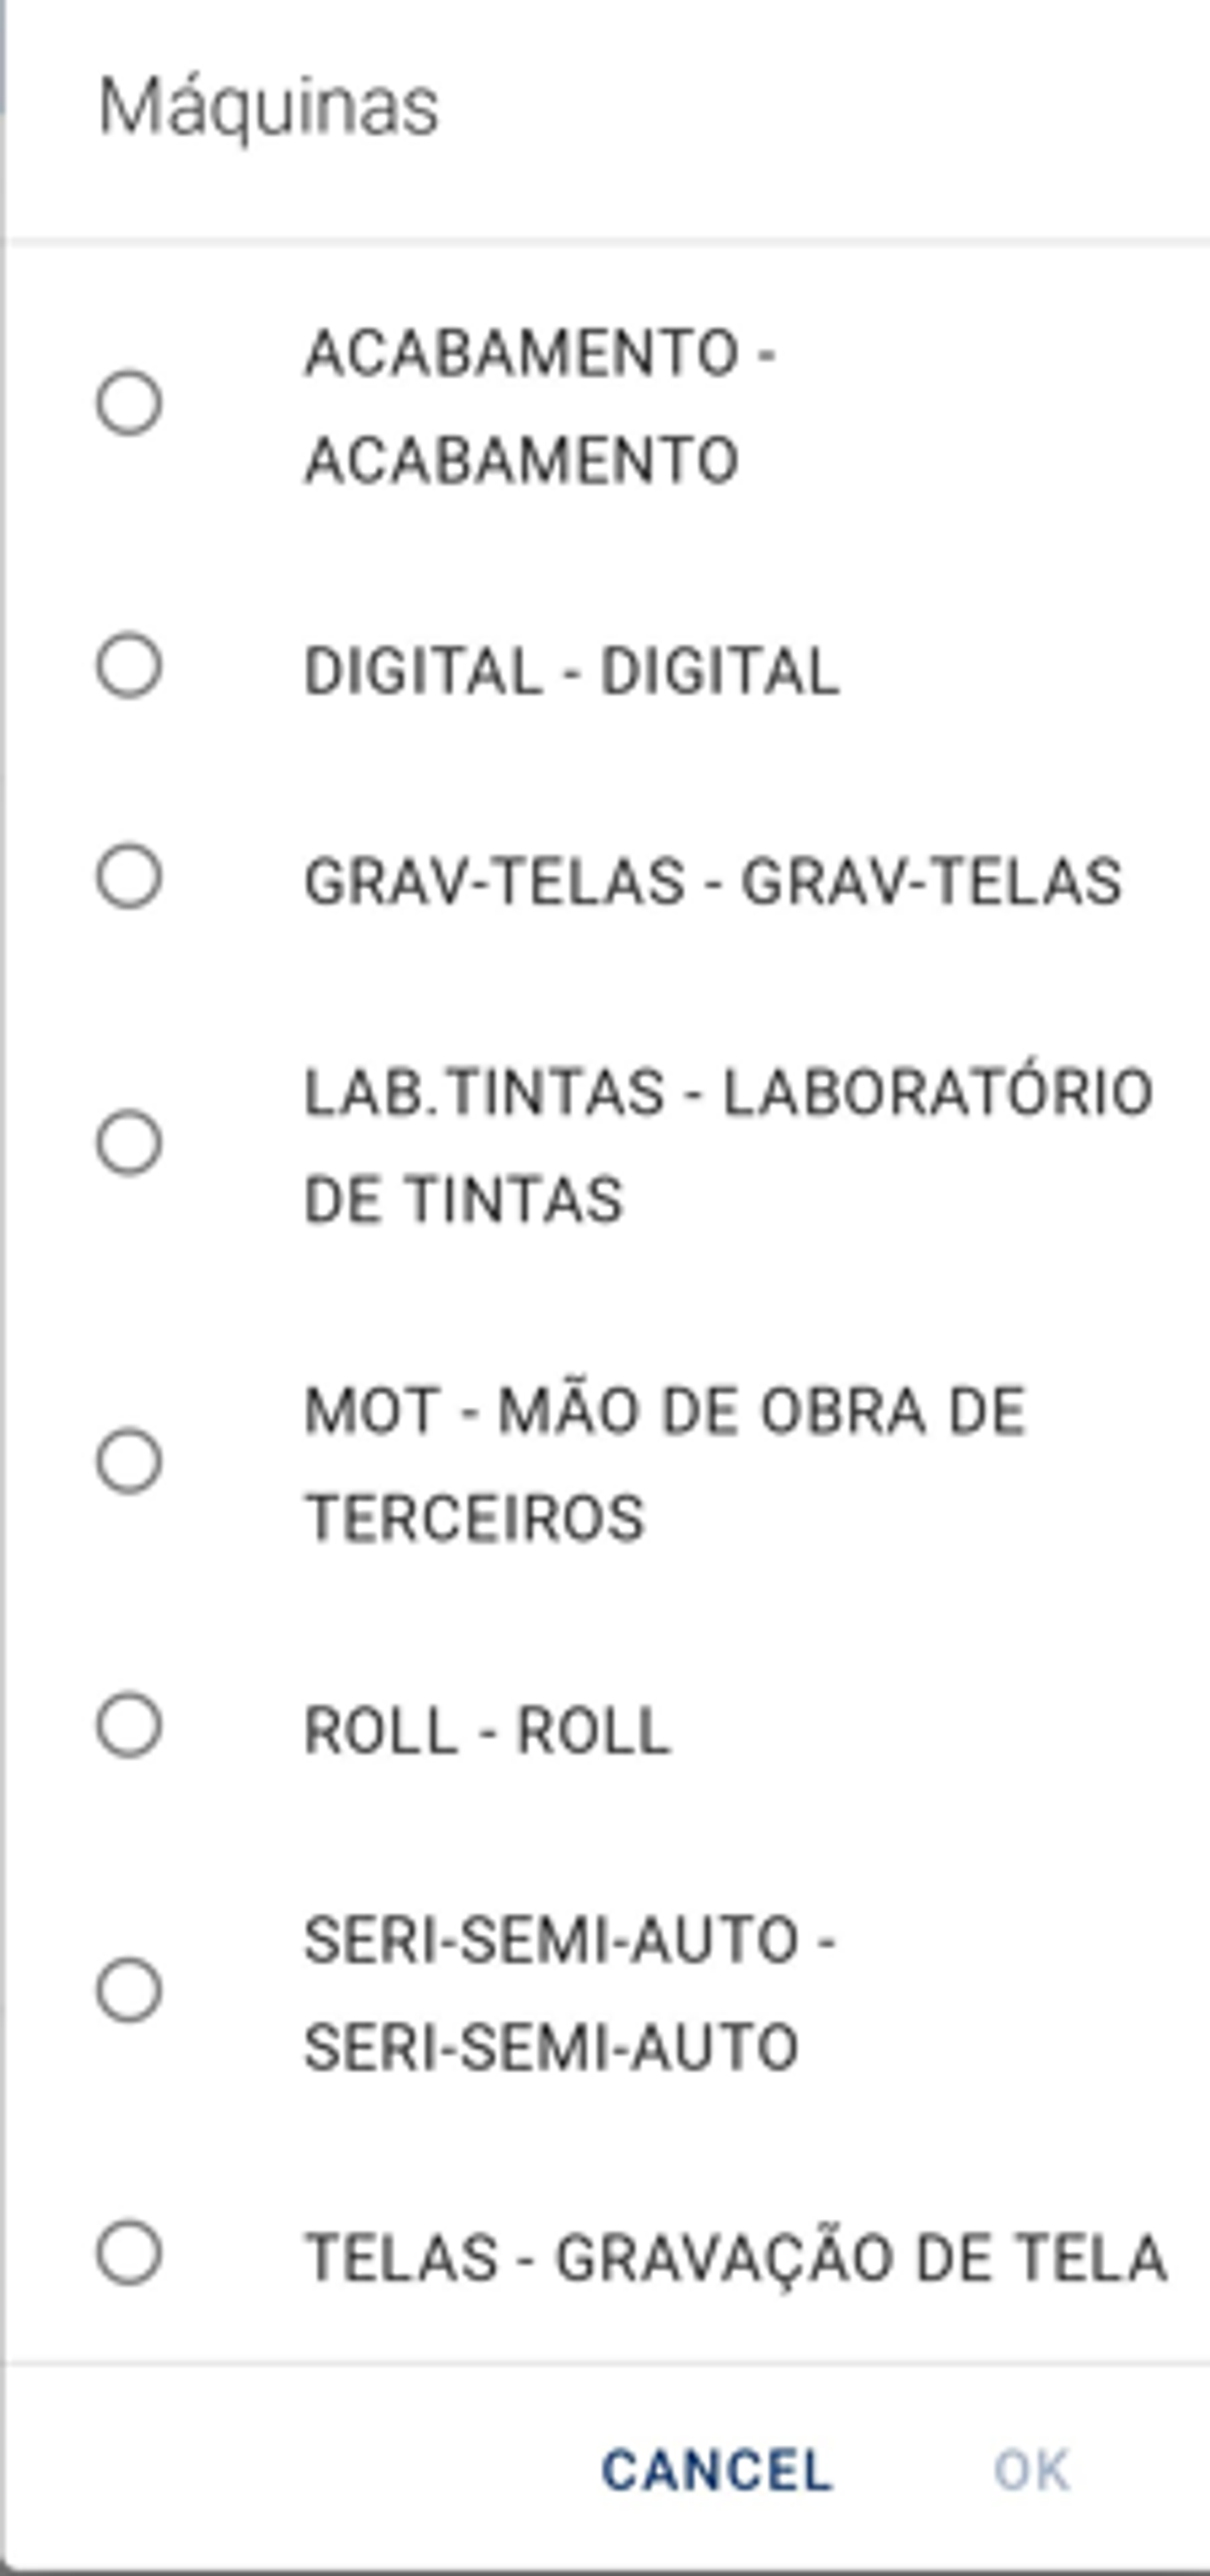 Máquinas
ACABAMENTO -
ACABAMENTO
DIGITAL - DIGITAL
GRAV-TELAS - GRAV-TELAS
LAB.TINTAS - LABORATÓRIO
DE TINTAS
MOT - MÃO DE OBRA DE
TERCEIROS
ROLL - ROLL
SERI-SEMI-AUTO -
SERI-SEMI-AUTO
TELAS - GRAVAÇÃO DE TELA
CANCEL OK